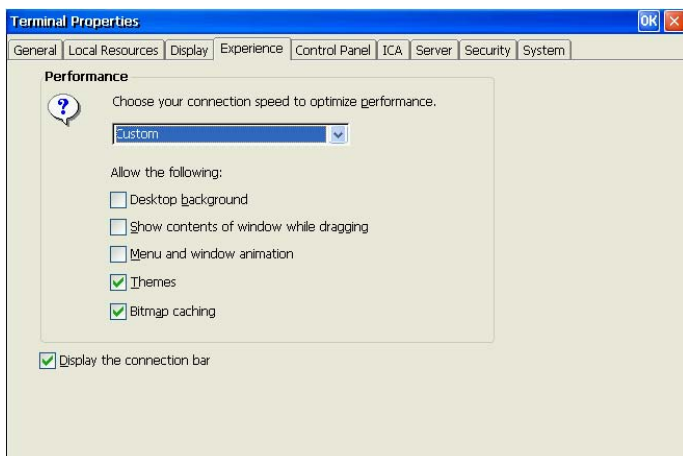 Terminal Properties OK
General Local Resources Display Experience Control Panel ICA Server Security System
Performance
Choose your connection speed to optimize performance.
Custom
Allow the following:
Desktop background
Show contents of window while dragging
Menu and window animation
Themes
Bitmap caching
Display the connection bar